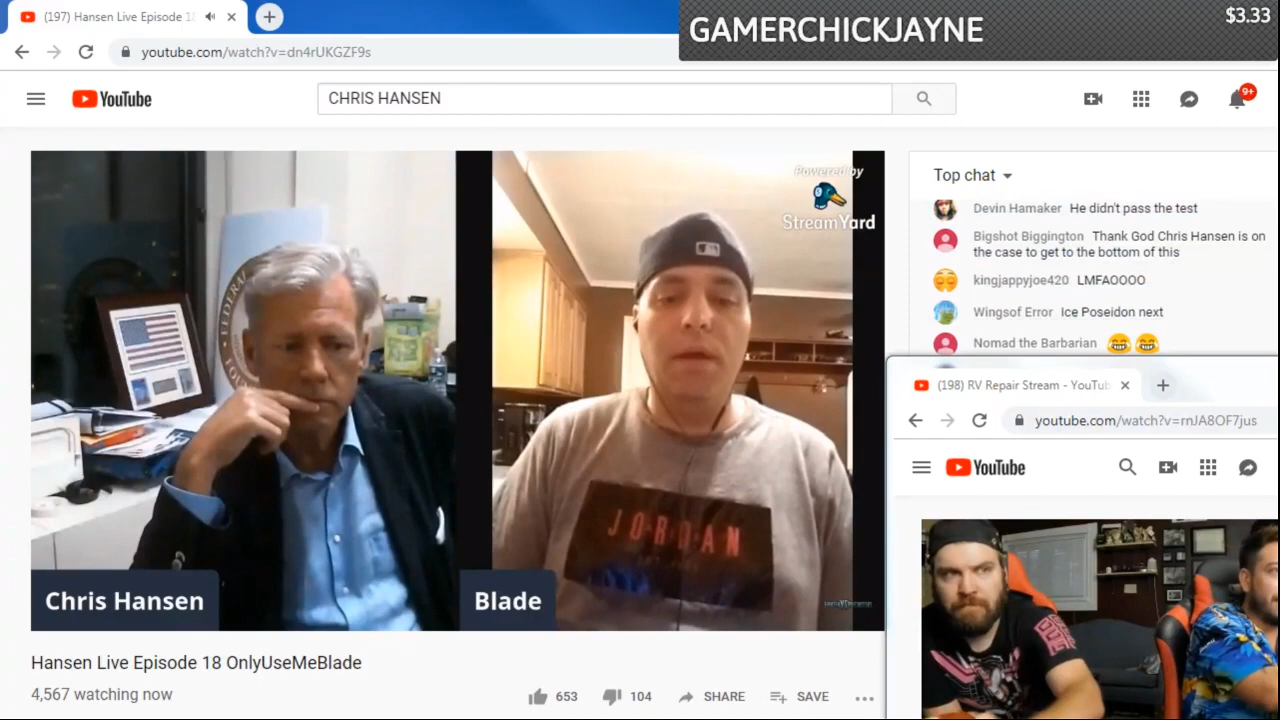 (197) Hansen Live Episode 18
GAMERCHICKJAYNE
$3.33
youtube.com/watch?v=dn4rUKGZF9s
YouTube
CHRIS HANSEN
9+
Powered by
StreamYard
FEDERAL
JORDAN
Chris Hansen
Blade
Top chat
Devin Hamaker He didn't pass the test
Bigshot Biggington Thank God Chris Hansen is on
the case to get to the bottom of this
kingjappyjoe420 LMFAOOOO
Wingsof Error Ice Poseidon next
Nomad the Barbarian
Hansen Live Episode 18 OnlyUseMeBlade
4,567 watching now
653
104
SHARE
SAVE
(198) RV Repair Stream - YouTub
youtube.com/watch?v=rnJA8OF7jus
YouTube